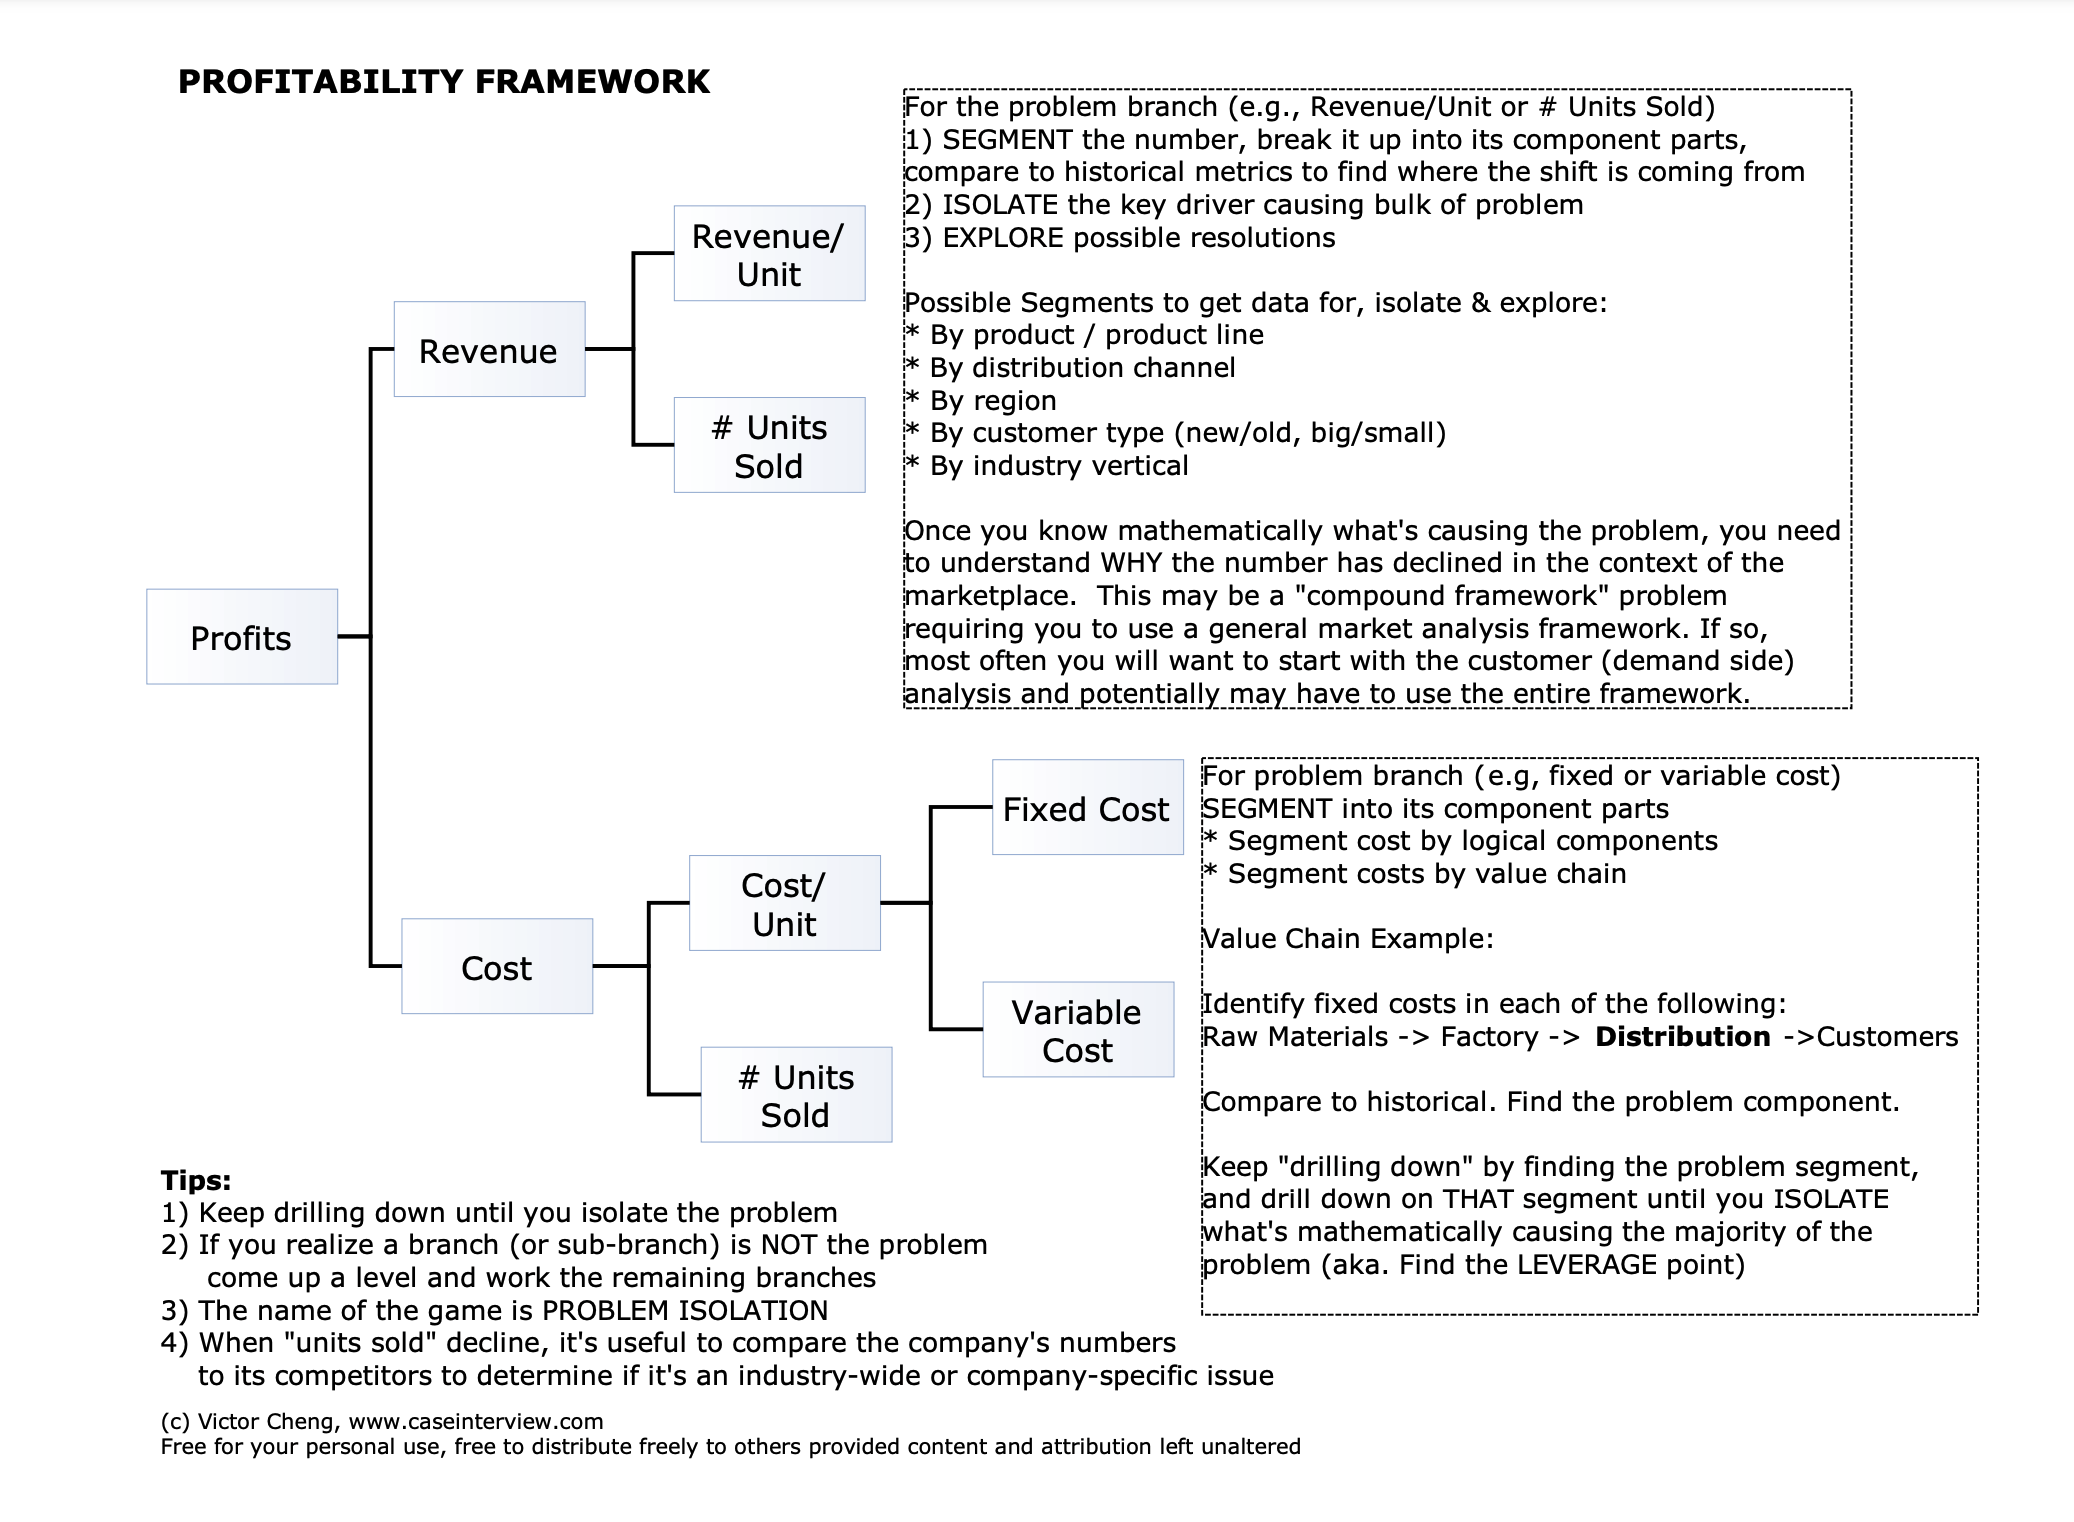 PROFITABILITY FRAMEWORK
For the problem branch (e.g., Revenue/Unit or # Units Sold)
1) SEGMENT the number, break it up into its component parts,
compare to historical metrics to find where the shift is coming from
2) ISOLATE the key driver causing bulk of problem
3) EXPLORE possible resolutions
Possible Segments to get data for, isolate & explore:
* By product / product line
* By distribution channel
* By region
* By customer type (new/old, big/small)
* By industry vertical
Once you know mathematically what's causing the problem, you need
to understand WHY the number has declined in the context of the
marketplace.  This may be a "compound framework" problem
requiring you to use a general market analysis framework. If so,
most often you will want to start with the customer (demand side)
analysis and potentially may have to use the entire framework.
Revenue/
Unit
Revenue
# Units
Sold
Profits
Fixed Cost
Cost/
Unit
Cost
Variable
Cost
# Units
Sold
For problem branch (e.g, fixed or variable cost)
SEGMENT into its component parts
* Segment cost by logical components
* Segment costs by value chain
Value Chain Example:
Identify fixed costs in each of the following:
Raw Materials -> Factory -> Distribution ->Customers
Compare to historical. Find the problem component.
Keep "drilling down" by finding the problem segment,
and drill down on THAT segment until you ISOLATE
what's mathematically causing the majority of the
problem (aka. Find the LEVERAGE point)
Tips:
1) Keep drilling down until you isolate the problem
2) If you realize a branch (or sub-branch) is NOT the problem
come up a level and work the remaining branches
3) The name of the game is PROBLEM ISOLATION
4) When "units sold" decline, it's useful to compare the company's numbers
to its competitors to determine if it's an industry-wide or company-specific issue
(c) Victor Cheng, www.caseinterview.com
Free for your personal use, free to distribute freely to others provided content and attribution left unaltered